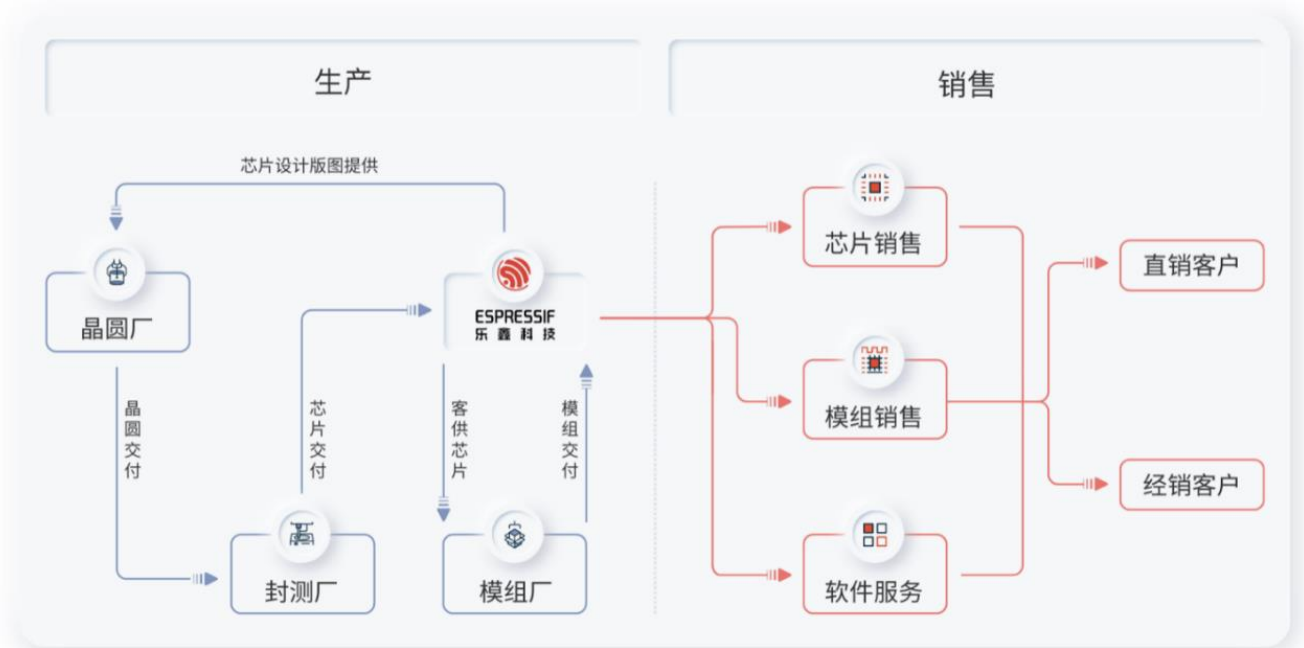 生产
销售
芯片设计版图提供
晶圆厂
ESPRESSIF
乐鑫科技
晶圆交付
芯片交付
客供芯片
模组交付
封测厂
模组厂
芯片销售
模组销售
软件服务
直销客户
经销客户